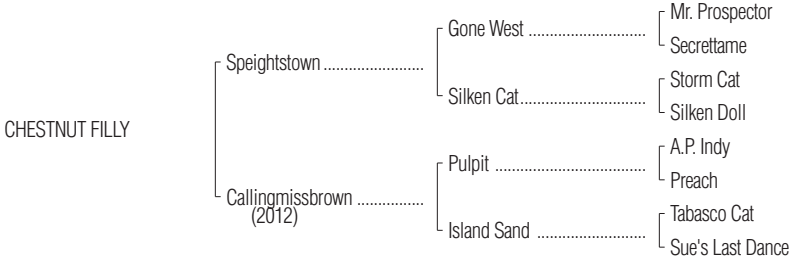 Mr. Prospector
Gone West ..............................
Secrettame
Speightstown ..........................
Storm Cat
Silken Cat................................
Silken Doll
CHESTNUT FILLY
A.P. Indy
Pulpit ......................................
Preach
Callingmissbrown .................
(2012)
Tabasco Cat
Island Sand ............................
Sue's Last Dance